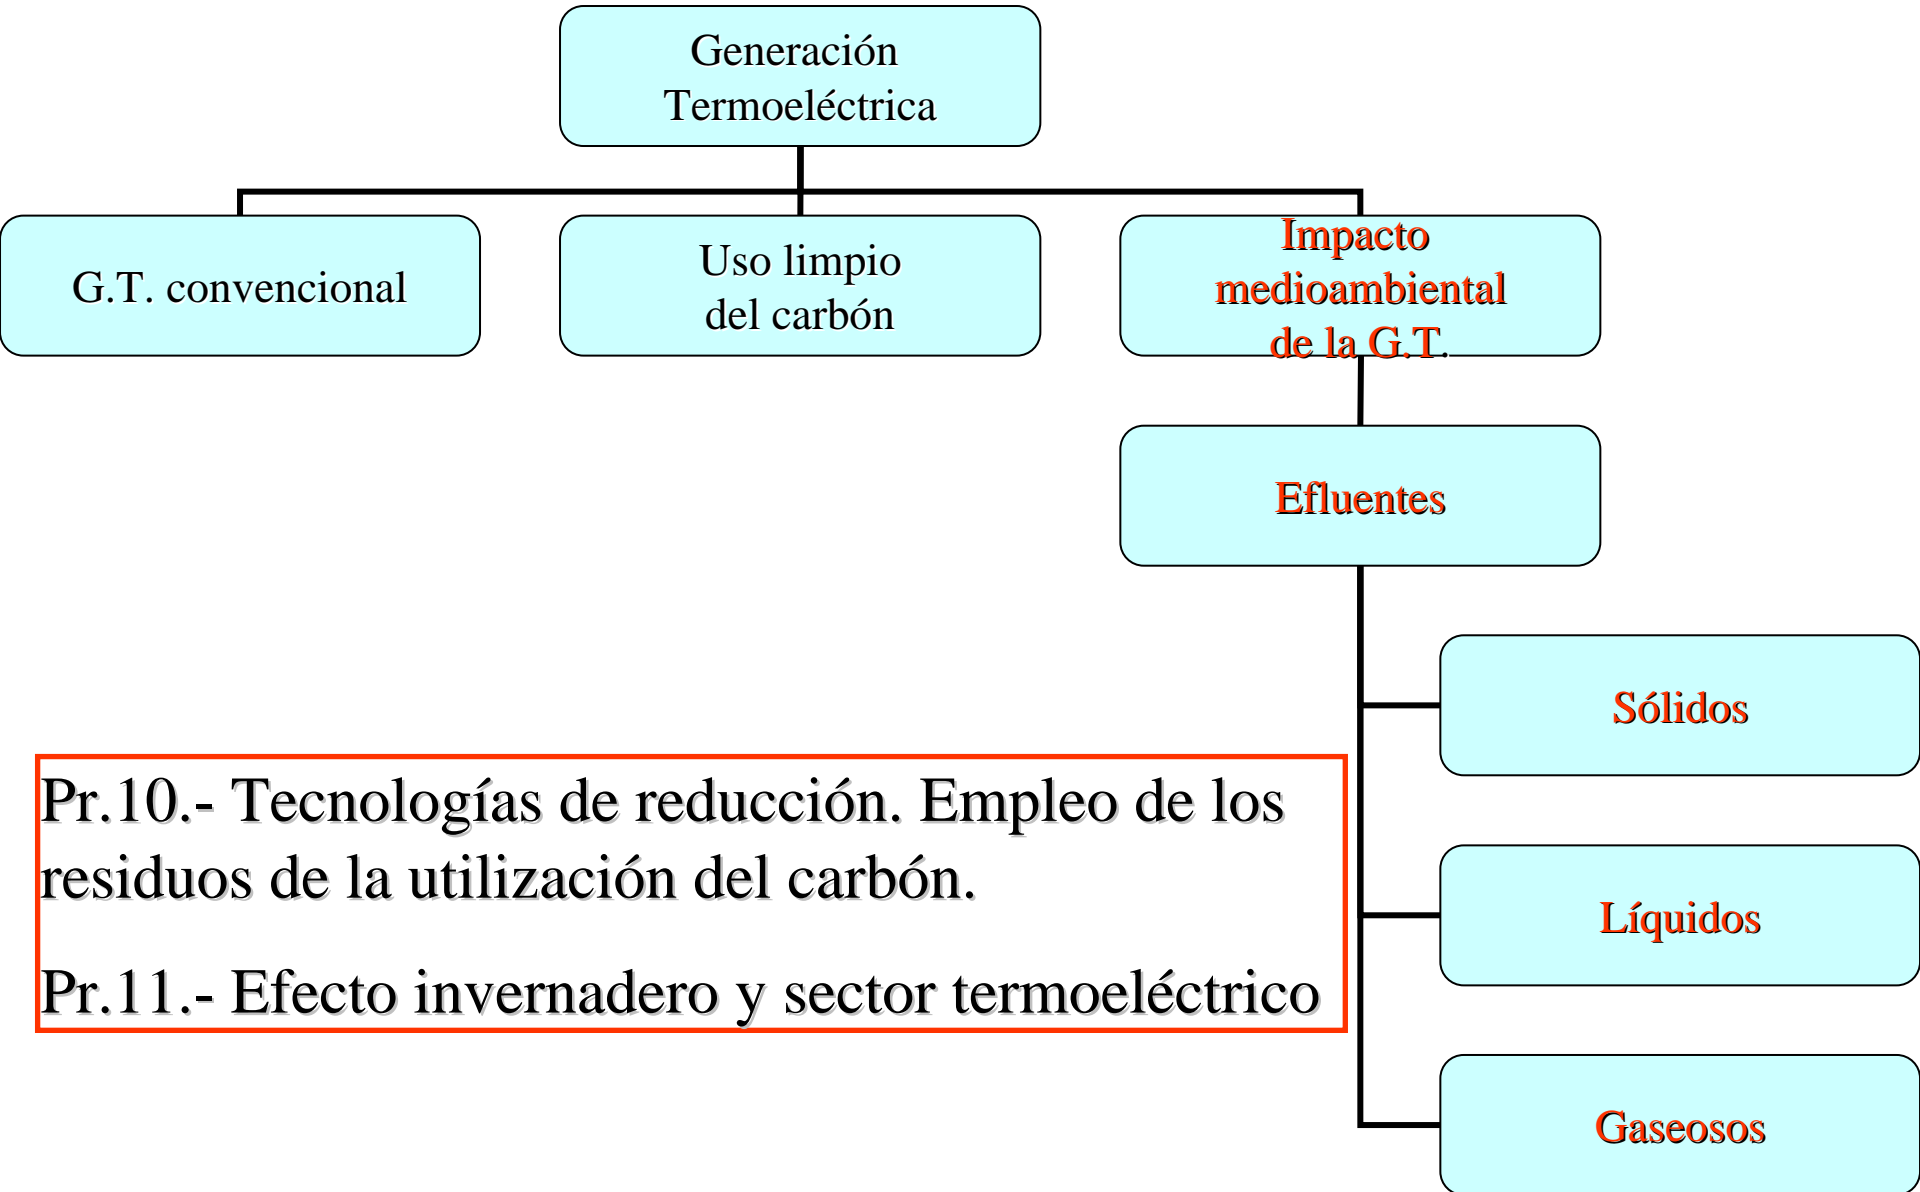 Generación
Termoeléctrica
G.T. convencional
Uso limpio
del carbón
Impacto
medioambiental
de la G.T.
Efluentes
Sólidos
Líquidos
Gaseosos
Pr.10.- Tecnologías de reducción. Empleo de los
residuos de la utilización del carbón.
Pr.11.- Efecto invernadero y sector termoeléctrico